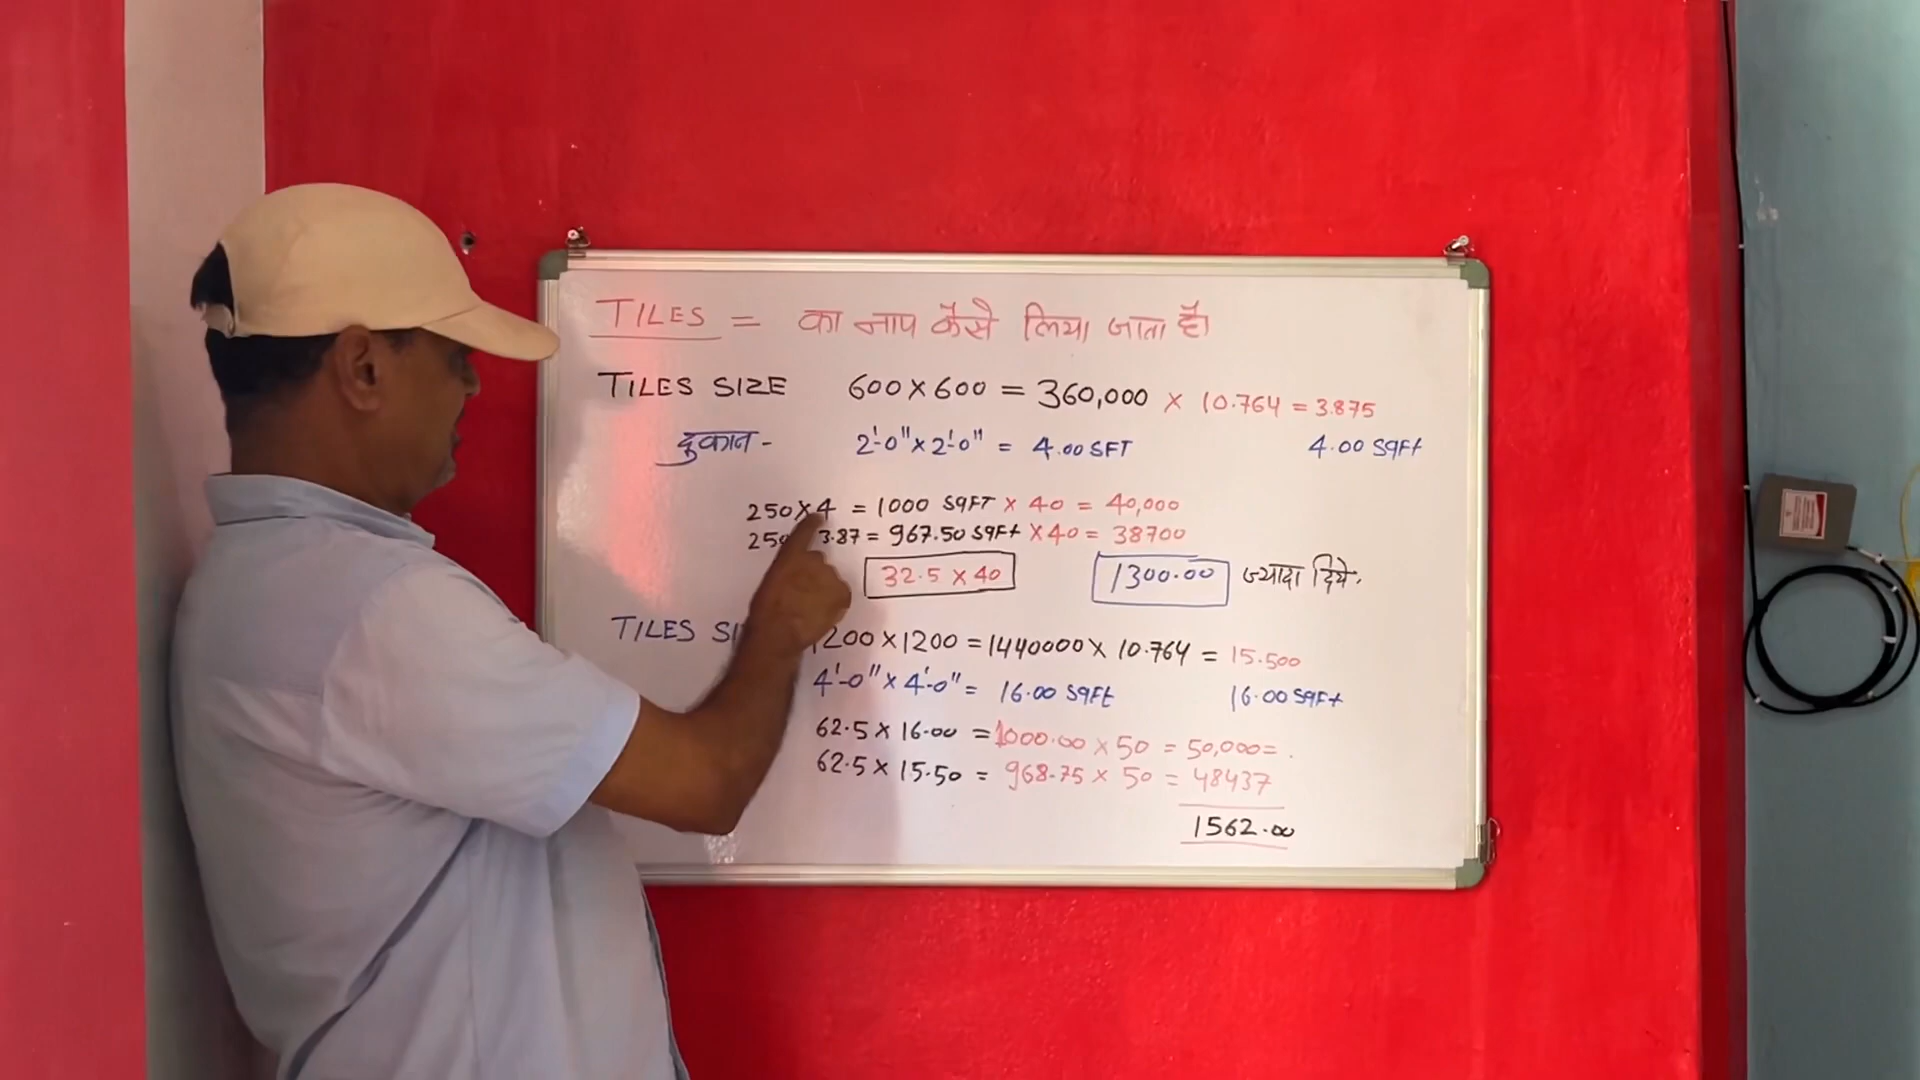 TILES = का नाप कैसे लिया जाता है।
TILES SIZE 600 X 600 = 360,000 X 10.764 = 3.875
दुकान - 2'-0" X 2'-0" = 4.00 SFT 4.00 SqFt
250 X 4 = 1000 SqFT X 40 = 40,000
3.87 = 967.50 SqFt X 40 = 38700
32.5 X 40 1300.00 ज्यादा दिये.
TILES 1200 X 1200 = 1440000 X 10.764 = 15.500
4'-0" X 4'-0" = 16.00 SqFt 16.00 SqFt
62.5 X 16.00 = 1000.00 X 50 = 50,000=.
62.5 X 15.50 = 968.75 X 50 = 48437
1562.00